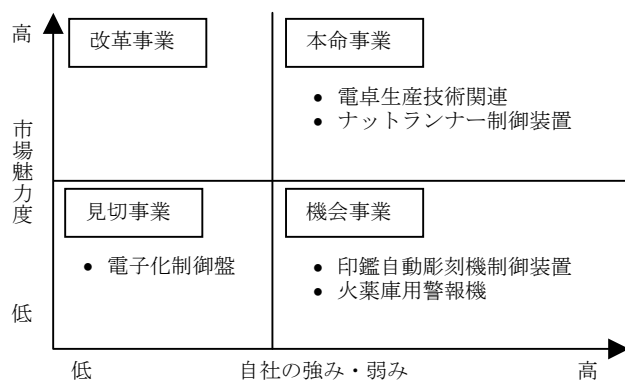 高
改革事業
本命事業
• 電卓生産技術関連
• ナットランナー制御装置
市場魅力度
見切事業
機会事業
• 電子化制御盤
• 印鑑自動彫刻機制御装置
• 火薬庫用警報機
低
低
自社の強み・弱み
高